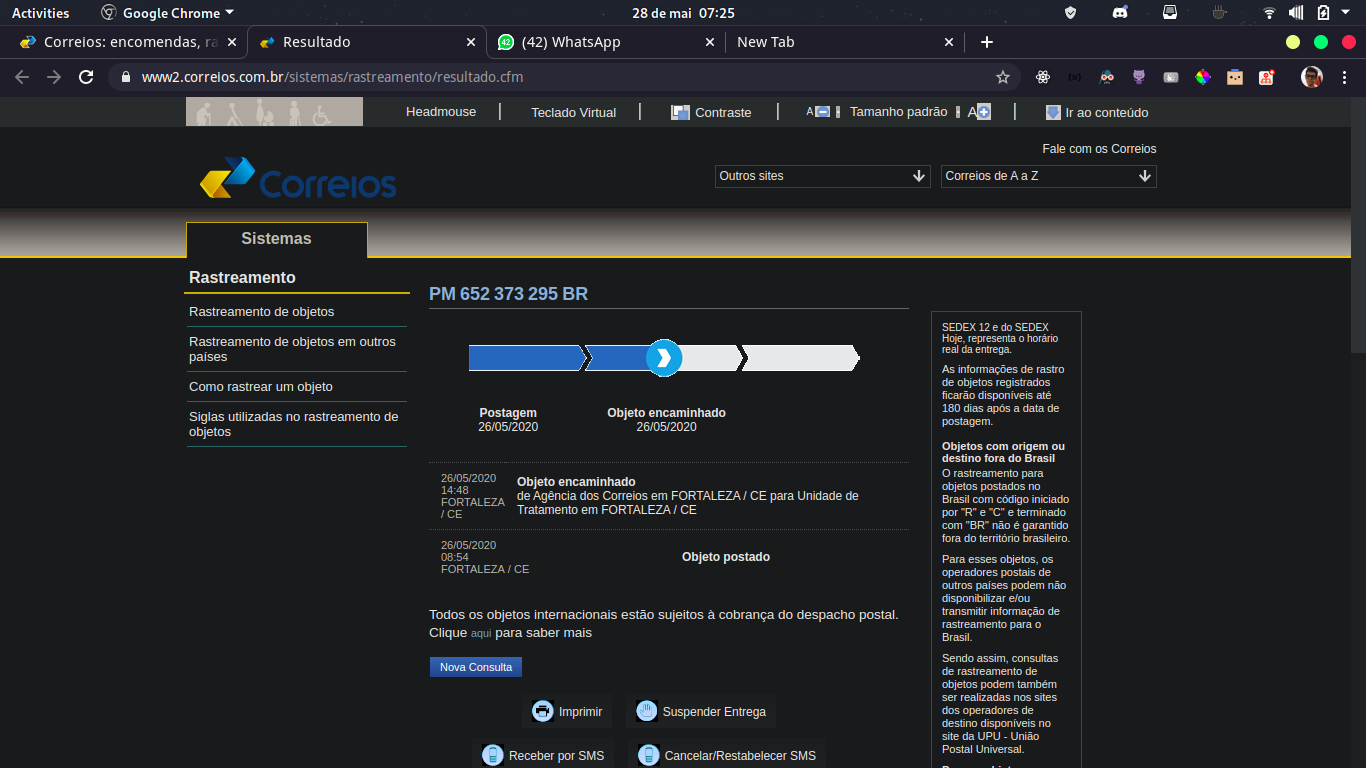 Activities
Google Chrome
28 de mai 07:25
Correios: encomendas, ra
Resultado
(42) WhatsApp
New Tab
www2.correios.com.br/sistemas/rastreamento/resultado.cfm
Headmouse
Teclado Virtual
Contraste
A
Tamanho padrão
A
Ir ao conteúdo
Fale com os Correios
Correios
Outros sites
Correios de A a Z
Sistemas
Rastreamento
Rastreamento de objetos
Rastreamento de objetos em outros
países
Como rastrear um objeto
Siglas utilizadas no rastreamento de
objetos
PM 652 373 295 BR
Postagem
26/05/2020
Objeto encaminhado
26/05/2020
26/05/2020
14:48
FORTALEZA
/ CE
Objeto encaminhado
de Agência dos Correios em FORTALEZA / CE para Unidade de
Tratamento em FORTALEZA / CE
26/05/2020
08:54
FORTALEZA / CE
Objeto postado
Todos os objetos internacionais estão sujeitos à cobrança do despacho postal.
Clique aqui para saber mais
Nova Consulta
Imprimir
Suspender Entrega
Receber por SMS
Cancelar/Restabelecer SMS
SEDEX 12 e do SEDEX
Hoje, representa o horário
real da entrega.
As informações de rastro
de objetos registrados
ficarão disponíveis até
180 dias após a data de
postagem.
Objetos com origem ou
destino fora do Brasil
O rastreamento para
objetos postados no
Brasil com código iniciado
por "R" e "C" e terminado
com "BR" não é garantido
fora do território brasileiro.
Para esses objetos, os
operadores postais de
outros países podem não
disponibilizar e/ou
transmitir informação de
rastreamento para o
Brasil.
Sendo assim, consultas
de rastreamento de
objetos podem também
ser realizadas nos sites
dos operadores de
destino disponíveis no
site da UPU - União
Postal Universal.